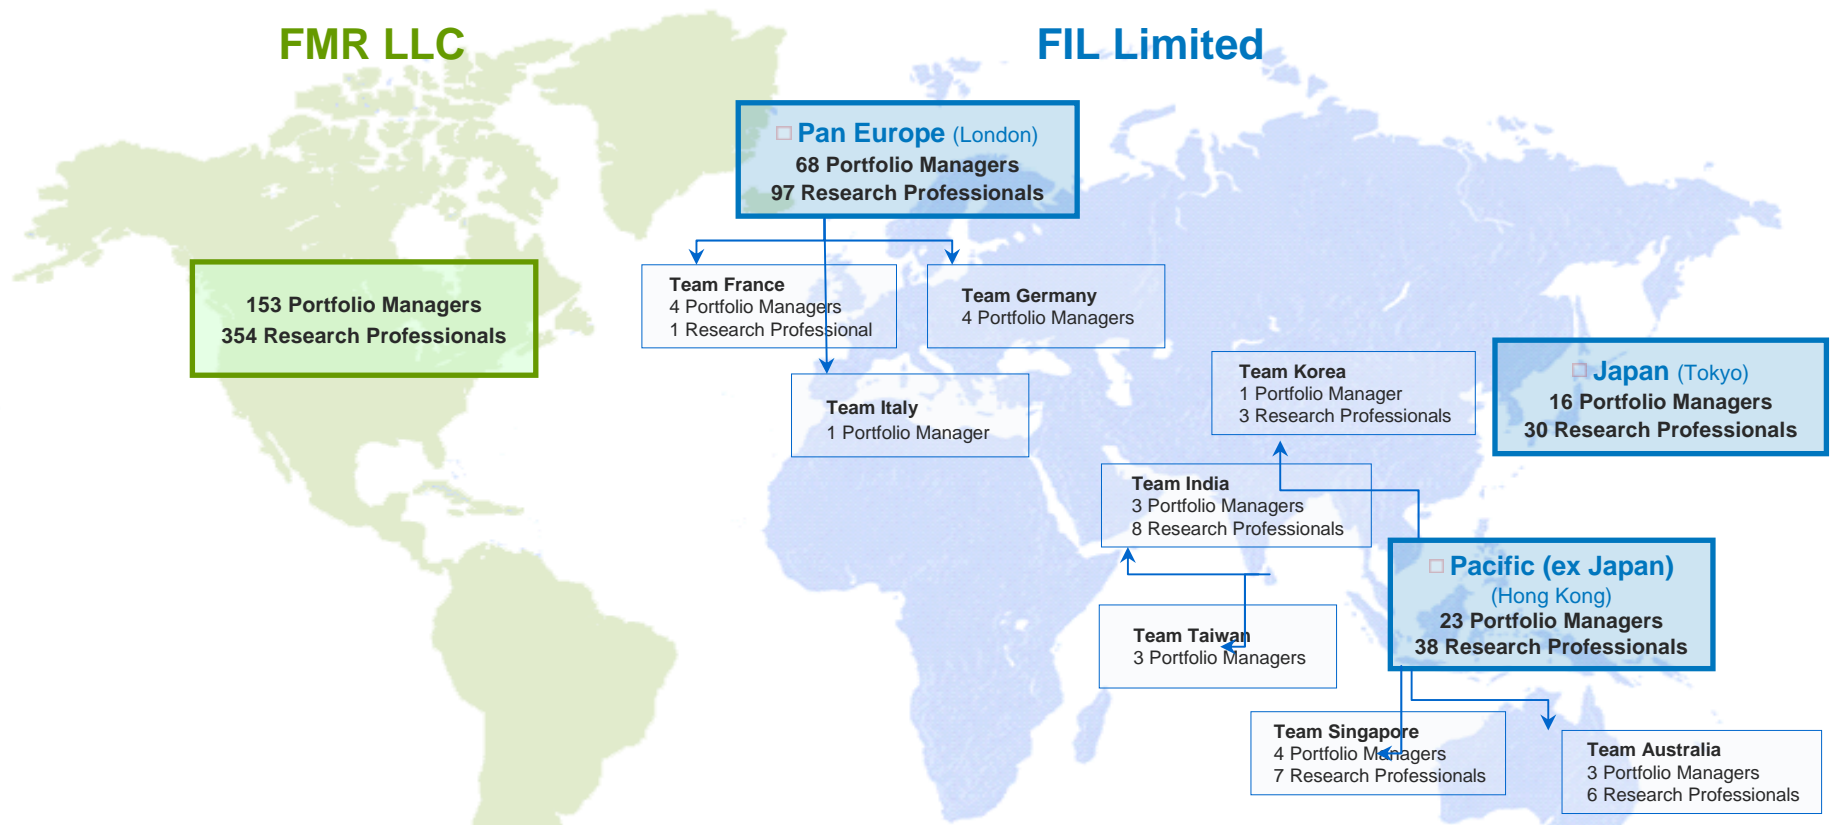 FMR LLC
FIL Limited
Pan Europe (London)
68 Portfolio Managers
97 Research Professionals
153 Portfolio Managers
354 Research Professionals
Team France
4 Portfolio Managers
1 Research Professional
Team Germany
4 Portfolio Managers
Team Italy
1 Portfolio Manager
Team Korea
1 Portfolio Manager
3 Research Professionals
Japan (Tokyo)
16 Portfolio Managers
30 Research Professionals
Team India
3 Portfolio Managers
8 Research Professionals
Pacific (ex Japan)
(Hong Kong)
23 Portfolio Managers
38 Research Professionals
Team Taiwan
3 Portfolio Managers
Team Singapore
4 Portfolio Managers
7 Research Professionals
Team Australia
3 Portfolio Managers
6 Research Professionals